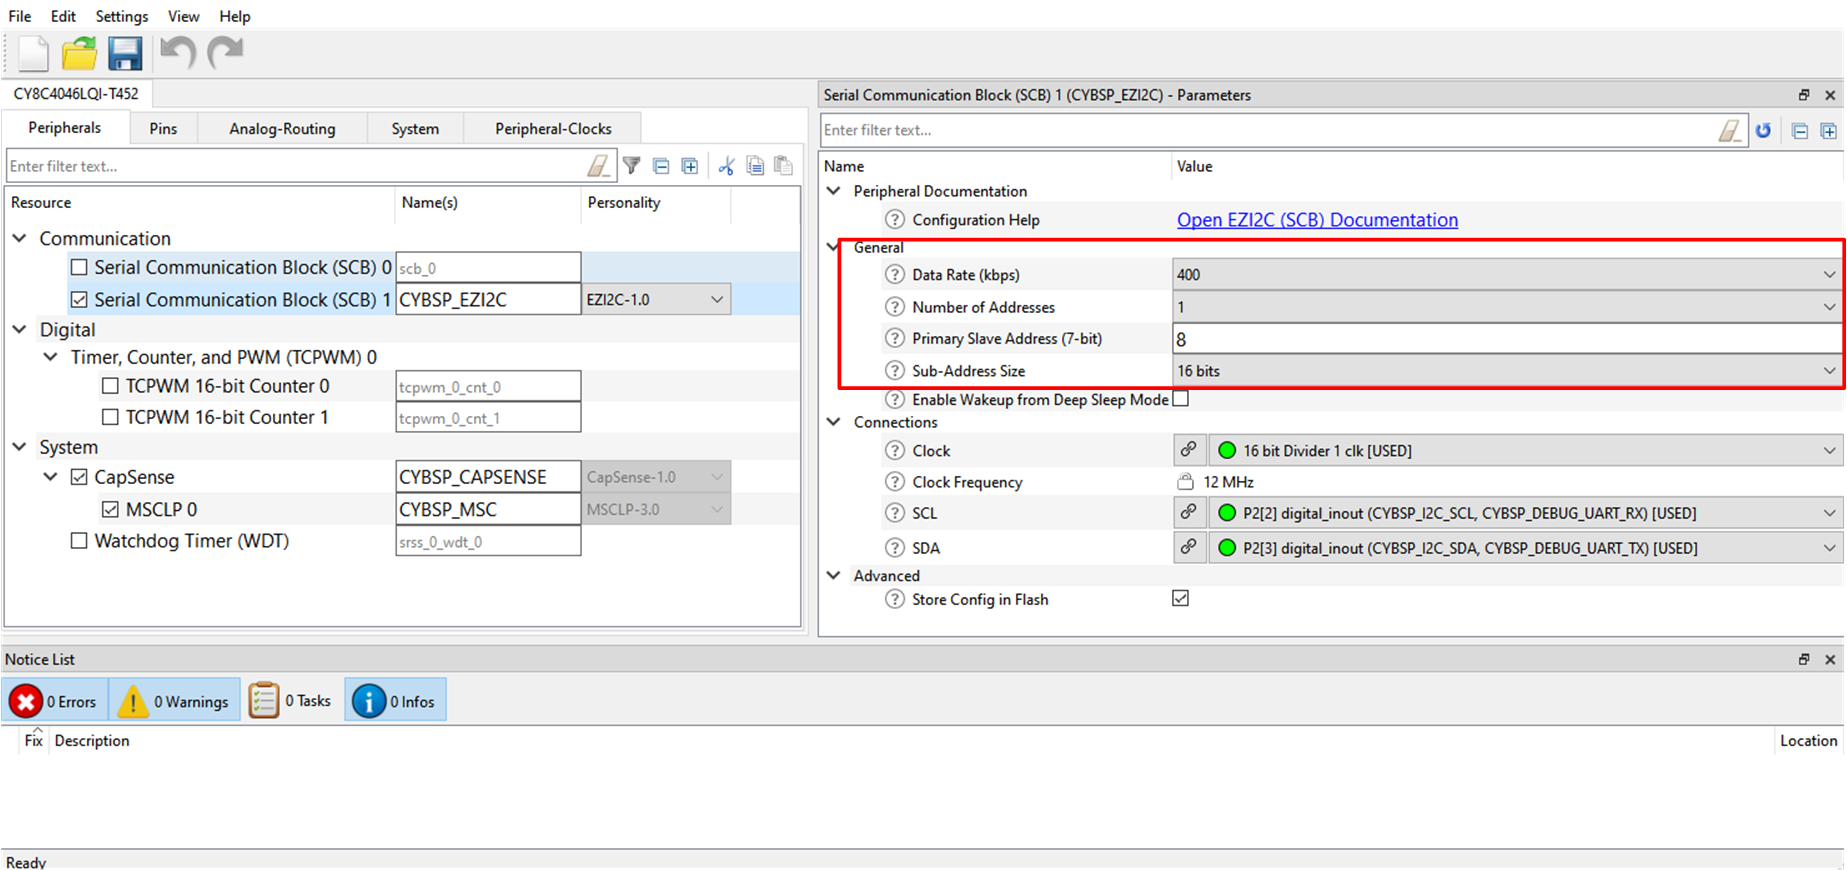 File Edit Settings View Help
CY8C4046LQI-T452
Peripherals Pins Analog-Routing System Peripheral-Clocks
Enter filter text...
Resource Name(s) Personality
Communication
Serial Communication Block (SCB) 0 scb_0
Serial Communication Block (SCB) 1 CYBSP_EZI2C EZI2C-1.0
Digital
Timer, Counter, and PWM (TCPWM) 0
TCPWM 16-bit Counter 0 tcpwm_0_cnt_0
TCPWM 16-bit Counter 1 tcpwm_0_cnt_1
System
CapSense CYBSP_CAPSENSE CapSense-1.0
MSCLP 0 CYBSP_MSC MSCLP-3.0
Watchdog Timer (WDT) srss_0_wdt_0
Serial Communication Block (SCB) 1 (CYBSP_EZI2C) - Parameters
Enter filter text...
Name Value
Peripheral Documentation
Configuration Help Open EZI2C (SCB) Documentation
General
Data Rate (kbps) 400
Number of Addresses 1
Primary Slave Address (7-bit) 8
Sub-Address Size 16 bits
Enable Wakeup from Deep Sleep Mode
Connections
Clock 16 bit Divider 1 clk [USED]
Clock Frequency 12 MHz
SCL P2[2] digital_inout (CYBSP_I2C_SCL, CYBSP_DEBUG_UART_RX) [USED]
SDA P2[3] digital_inout (CYBSP_I2C_SDA, CYBSP_DEBUG_UART_TX) [USED]
Advanced
Store Config in Flash
Notice List
0 Errors 0 Warnings 0 Tasks 0 Infos
Fix Description Location
Ready